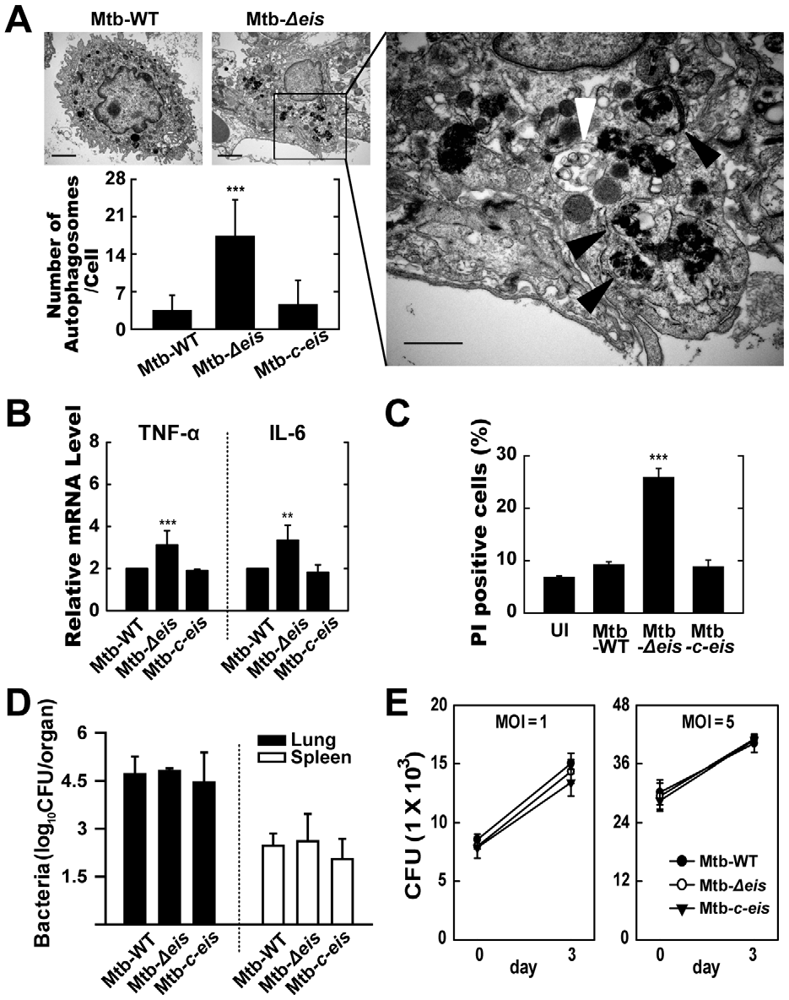 A
Mtb-WT
Mtb-Δeis
Number of
Autophagosomes
/Cell
28
21
14
7
0
***
Mtb-WT
Mtb-Δeis
Mtb-c-eis
B
Relative mRNA Level
TNF-α
IL-6
8
6
4
2
0
***
**
Mtb-WT
Mtb-Δeis
Mtb-c-eis
Mtb-WT
Mtb-Δeis
Mtb-c-eis
C
PI positive cells (%)
30
20
10
0
***
UI
Mtb
-WT
Mtb
-Δeis
Mtb
-c-eis
D
Bacteria (log10CFU/organ)
6
4.5
3
1.5
Lung
Spleen
Mtb-WT
Mtb-Δeis
Mtb-c-eis
Mtb-WT
Mtb-Δeis
Mtb-c-eis
E
CFU (1 X 10³)
20
15
10
5
0
MOI = 1
0
3
day
48
36
24
12
0
MOI = 5
Mtb-WT
Mtb-Δeis
Mtb-c-eis
0
3
day